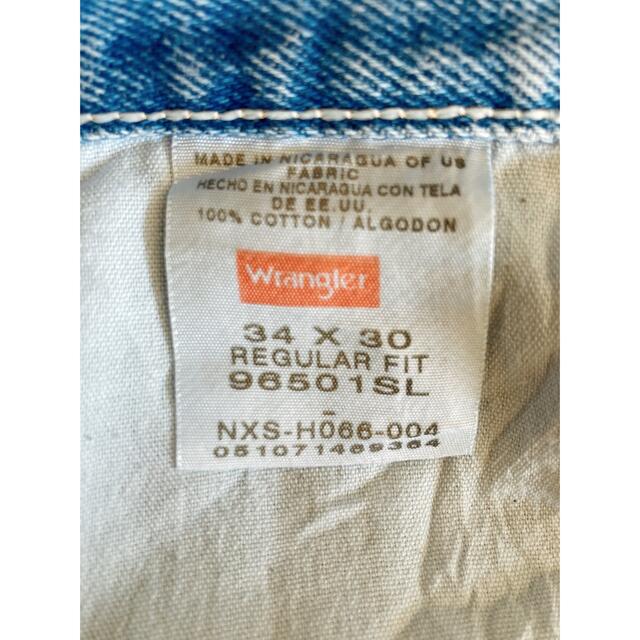 MADE IN NICARAGUA OF US
FABRIC
HECHO EN NICARAGUA CON TELA
DE EE.UU.
100% COTTON / ALGODON
Wrangler
34 X 30
REGULAR FIT
96501SL
-
NXS-H066-004
051071469364